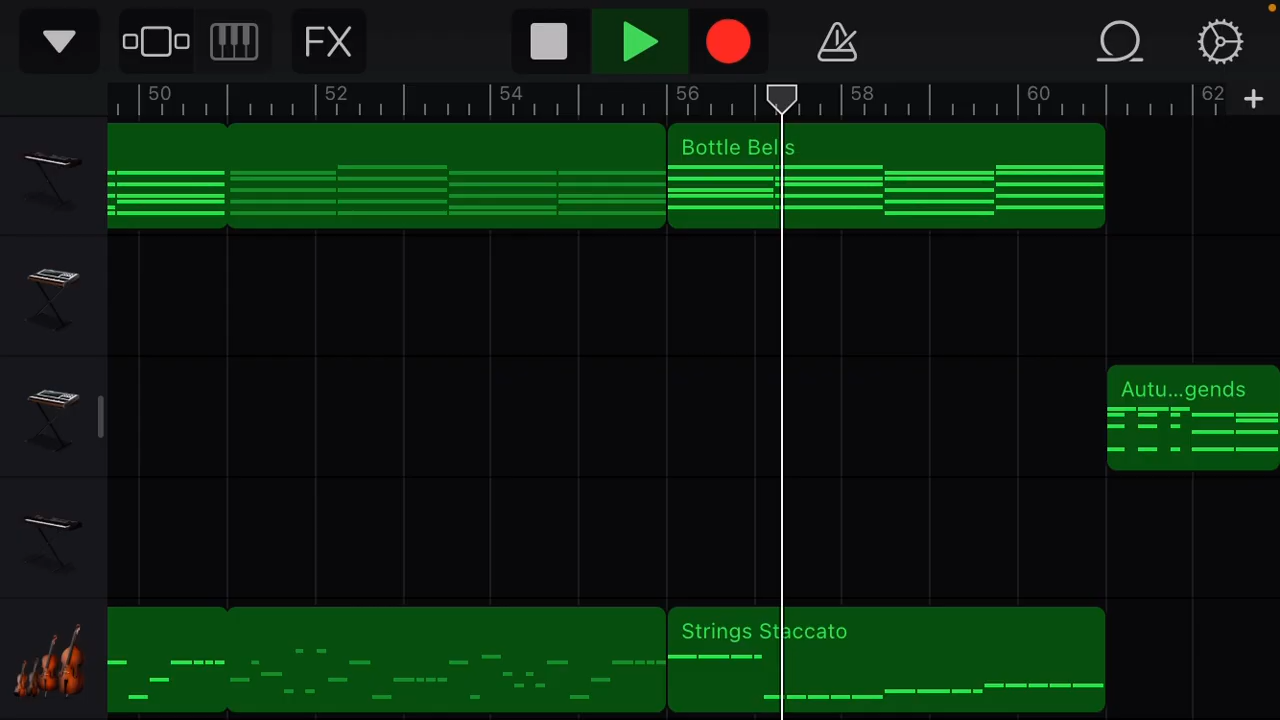 FX
50 52 54 56 58 60 62
Bottle Bells
Autu...gends
Strings Staccato